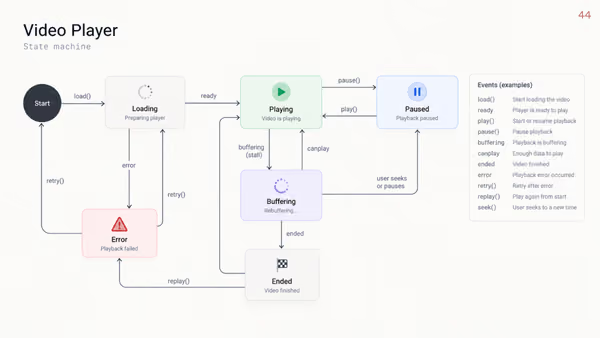 44
Video Player
State machine
Start
load()
Loading
Preparing player
ready
Playing
Video is playing
pause()
play()
Paused
Playback paused
error
retry()
retry()
buffering
(stall)
canplay
Buffering
Rebuffering...
user seeks
or pauses
Error
Playback failed
ended
Ended
Video finished
replay()
Events (examples)
load() Start loading the video
ready Player is ready to play
play() Start or resume playback
pause() Pause playback
buffering Playback is buffering
canplay Enough data to play
ended Video finished
error Playback error occurred
retry() Retry after error
replay() Play again from start
seek() User seeks to a new time